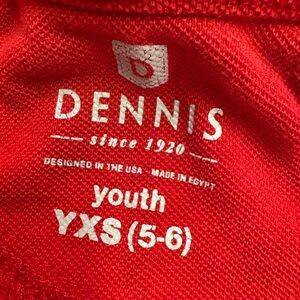 DENNIS
since 1920
DESIGNED IN THE USA • MADE IN EGYPT
youth
YXS (5-6)